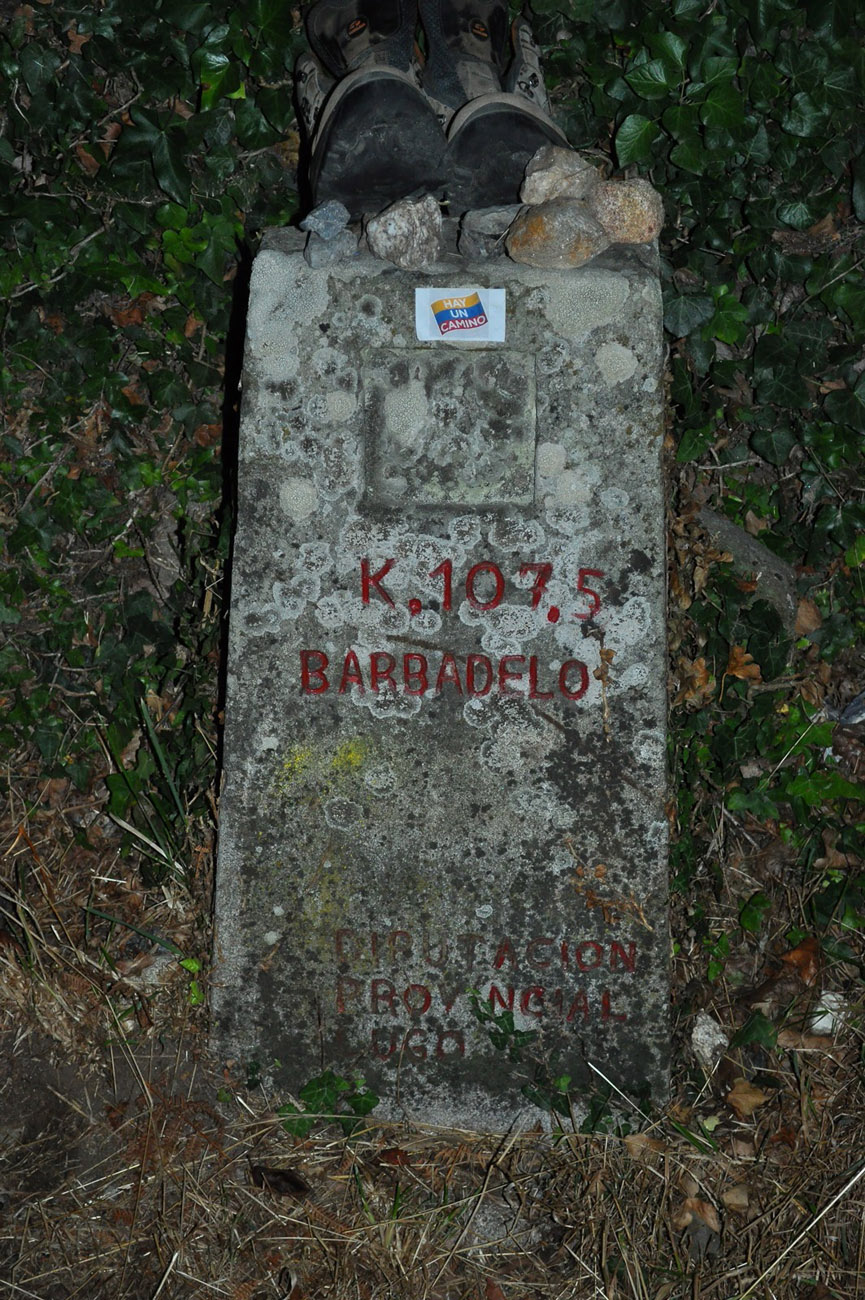 HAY
UN
CAMINO
K.107,5
BARBADELO
DIPUTACION
PROVINCIAL
LUGO